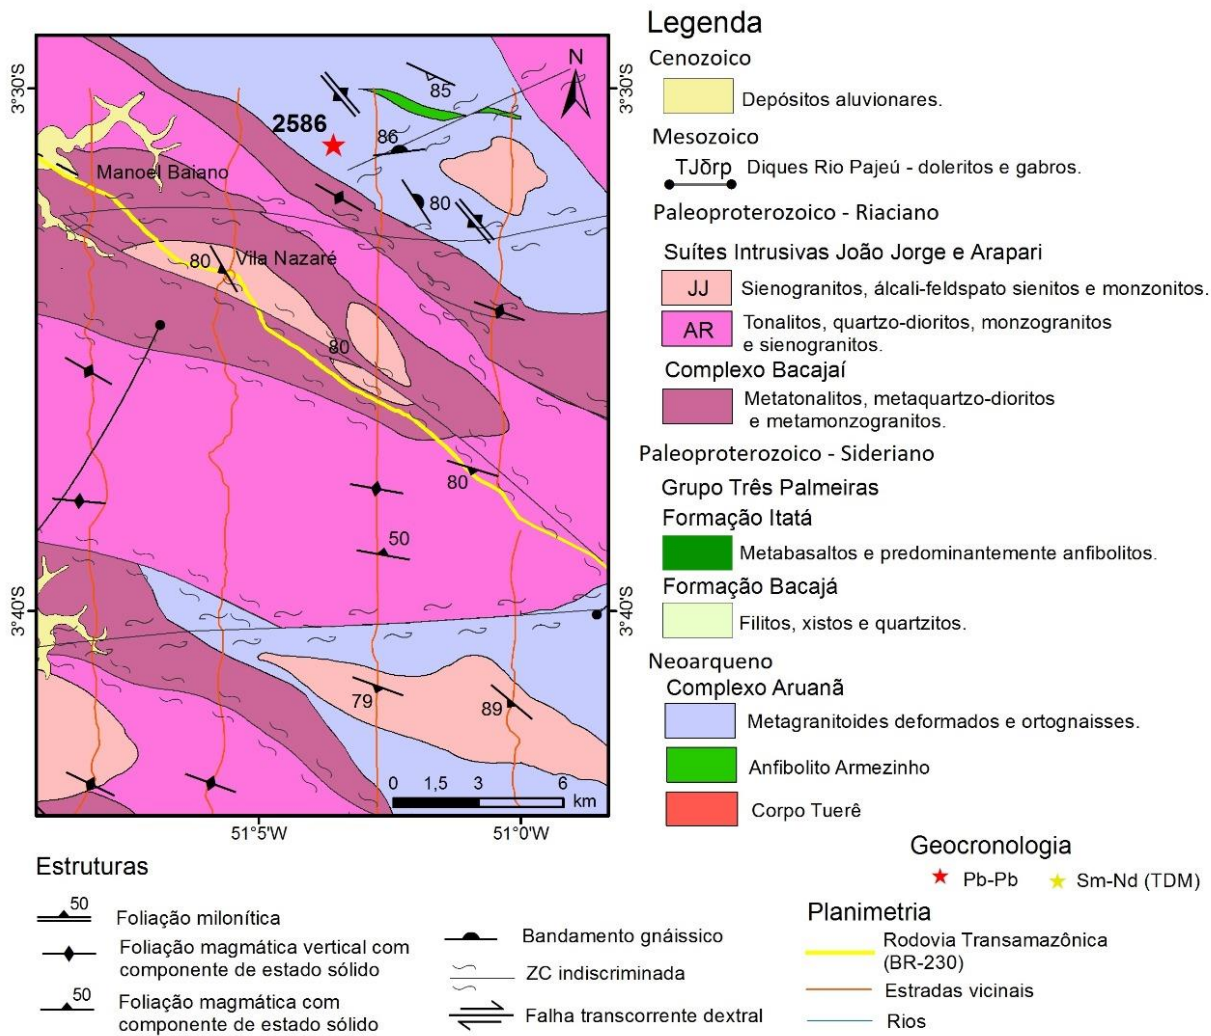 Legenda
Cenozoico
Depósitos aluvionares.
Mesozoico
TJδrp
Diques Rio Pajeú - doleritos e gabros.
Paleoproterozoico - Riaciano
Suítes Intrusivas João Jorge e Arapari
JJ
Sienogranitos, álcali-feldspato sienitos e monzonitos.
AR
Tonalitos, quartzo-dioritos, monzogranitos
e sienogranitos.
Complexo Bacajaí
Metatonalitos, metaquartzo-dioritos
e metamonzogranitos.
Paleoproterozoico - Sideriano
Grupo Três Palmeiras
Formação Itatá
Metabasaltos e predominantemente anfibolitos.
Formação Bacajá
Filitos, xistos e quartzitos.
Neoarqueno
Complexo Aruanã
Metagranitoides deformados e ortognaisses.
Anfibolito Armezinho
Corpo Tuerê
N
3°30'S
3°30'S
85
2586
86
Manoel Baiano
80
80
Vila Nazaré
80
80
50
3°40'S
3°40'S
79
89
0 1,5 3 6
km
51°5'W
51°0'W
Estruturas
50
Foliação milonítica
Foliação magmática vertical com
componente de estado sólido
50
Foliação magmática com
componente de estado sólido
Bandamento gnáissico
ZC indiscriminada
Falha transcorrente dextral
Geocronologia
Pb-Pb
Sm-Nd (TDM)
Planimetria
Rodovia Transamazônica
(BR-230)
Estradas vicinais
Rios